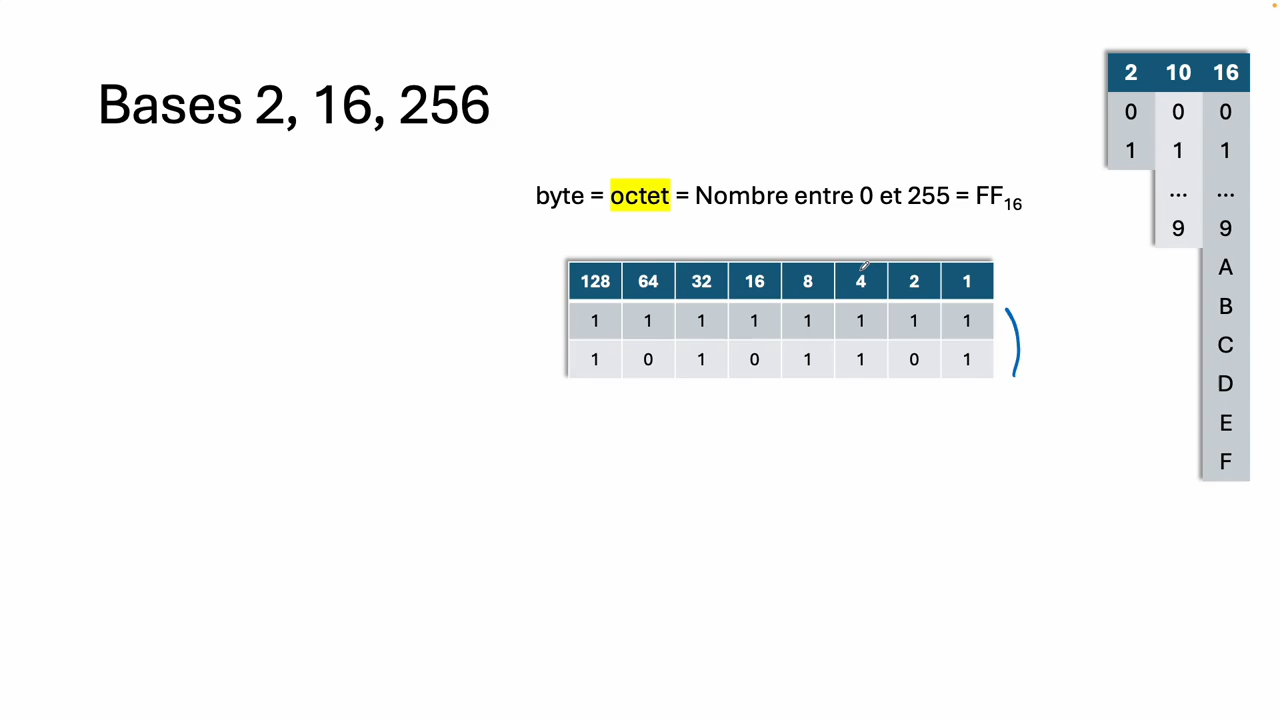 Bases 2, 16, 256
byte = octet = Nombre entre 0 et 255 = FF16
128 64 32 16 8 4 2 1
1 1 1 1 1 1 1 1
1 0 1 0 1 1 0 1
2 10 16
0 0 0
1 1 1
... ...
9 9
A
B
C
D
E
F